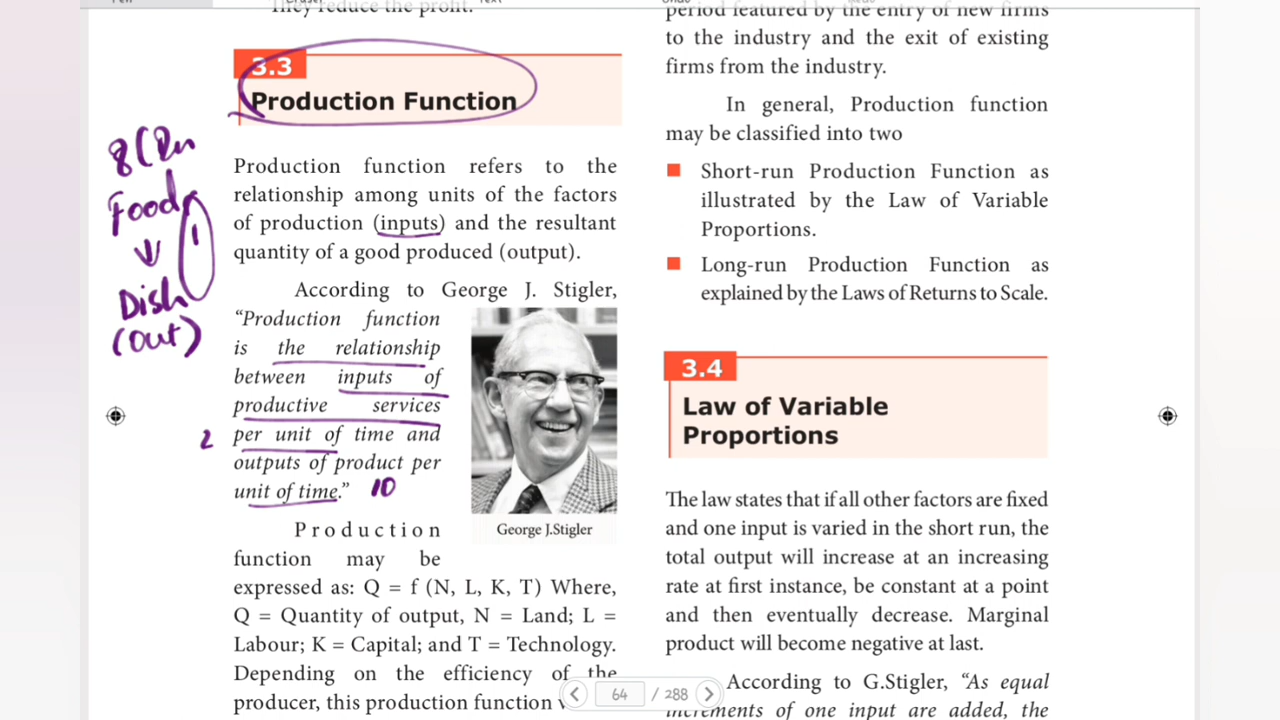 They reduce the profit.
3.3
Production Function
8(
Food
Dish
(out)
Production function refers to the
relationship among units of the factors
of production (inputs) and the resultant
quantity of a good produced (output).
According to George J. Stigler,
“Production function
is the relationship
between inputs of
productive services
2
per unit of time and
outputs of product per
unit of time.”
10
George J.Stigler
Production
function may be
expressed as: Q = f (N, L, K, T) Where,
Q = Quantity of output, N = Land; L =
Labour; K = Capital; and T = Technology.
Depending on the efficiency of the
producer, this production function
period featured by the entry of new firms
to the industry and the exit of existing
firms from the industry.
In general, Production function
may be classified into two
Short-run Production Function as
illustrated by the Law of Variable
Proportions.
Long-run Production Function as
explained by the Laws of Returns to Scale.
3.4
Law of Variable
Proportions
The law states that if all other factors are fixed
and one input is varied in the short run, the
total output will increase at an increasing
rate at first instance, be constant at a point
and then eventually decrease. Marginal
product will become negative at last.
According to G.Stigler, “As equal
increments of one input are added, the
64 / 288